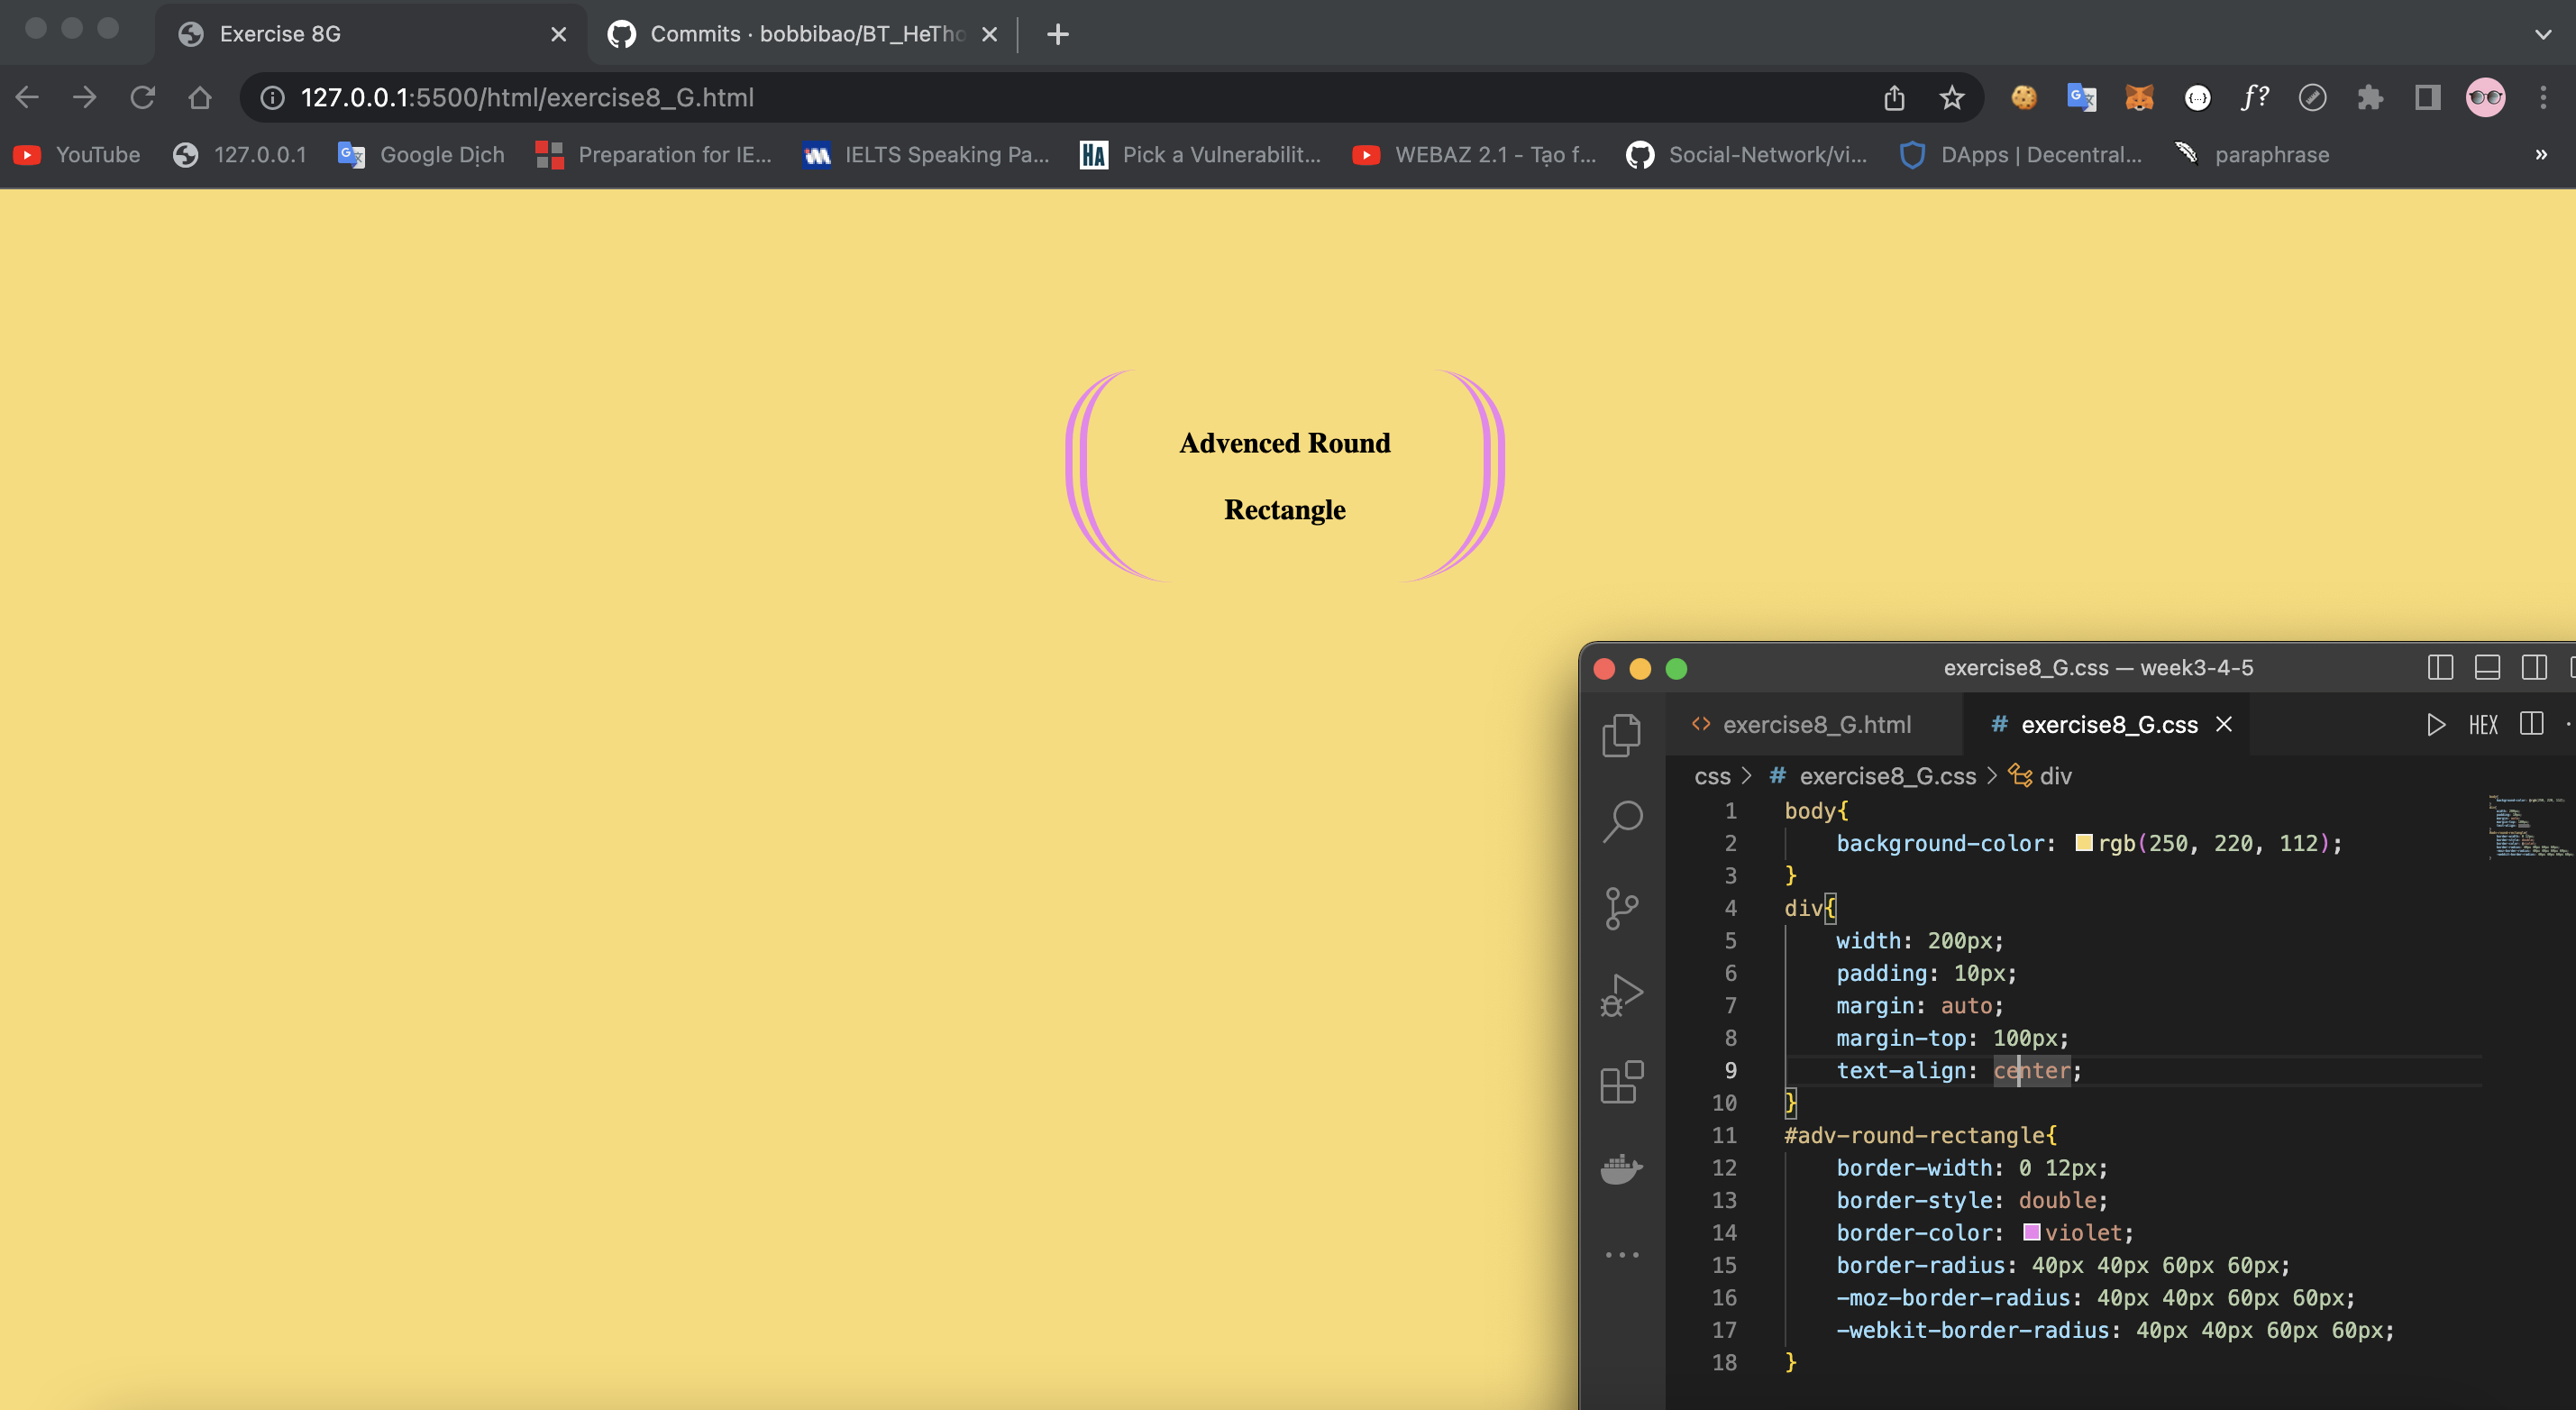 Exercise 8G
Commits · bobbibao/BT_HeTho
127.0.0.1:5500/html/exercise8_G.html
YouTube
127.0.0.1
Google Dịch
Preparation for IE...
IELTS Speaking Pa...
HA
Pick a Vulnerabilit...
WEBAZ 2.1 - Tạo f...
Social-Network/vi...
DApps | Decentral...
paraphrase
»
Advenced Round
Rectangle
exercise8_G.css — week3-4-5
exercise8_G.html
# exercise8_G.css
HEX
css > # exercise8_G.css > div
1 body{
2 background-color: rgb(250, 220, 112);
3 }
4 div{
5 width: 200px;
6 padding: 10px;
7 margin: auto;
8 margin-top: 100px;
9 text-align: center;
10 }
11 #adv-round-rectangle{
12 border-width: 0 12px;
13 border-style: double;
14 border-color: violet;
15 border-radius: 40px 40px 60px 60px;
16 -moz-border-radius: 40px 40px 60px 60px;
17 -webkit-border-radius: 40px 40px 60px 60px;
18 }